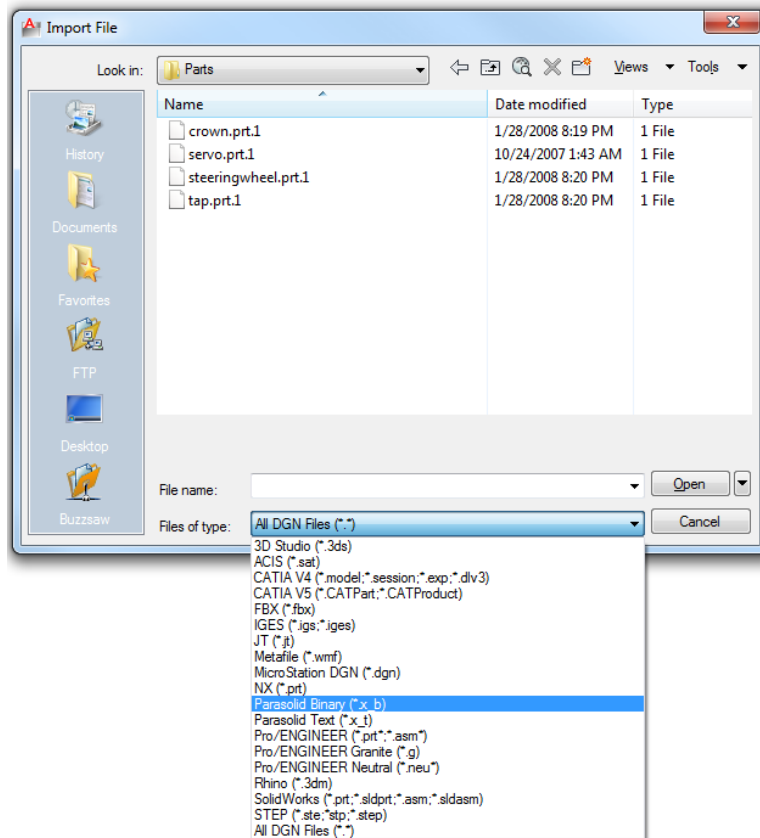 Import File
Look in: Parts Views Tools
Name Date modified Type
crown.prt.1 1/28/2008 8:19 PM 1 File
servo.prt.1 10/24/2007 1:43 AM 1 File
steeringwheel.prt.1 1/28/2008 8:20 PM 1 File
tap.prt.1 1/28/2008 8:20 PM 1 File
History
Documents
Favorites
FTP
Desktop
Buzzsaw
File name: Open
Files of type: All DGN Files (*.*) Cancel
3D Studio (*.3ds)
ACIS (*.sat)
CATIA V4 (*.model;*.session;*.exp;*.dlv3)
CATIA V5 (*.CATPart;*.CATProduct)
FBX (*.fbx)
IGES (*.igs;*.iges)
JT (*.jt)
Metafile (*.wmf)
MicroStation DGN (*.dgn)
NX (*.prt)
Parasolid Binary (*.x_b)
Parasolid Text (*.x_t)
Pro/ENGINEER (*.prt*;*.asm*)
Pro/ENGINEER Granite (*.g)
Pro/ENGINEER Neutral (*.neu*)
Rhino (*.3dm)
SolidWorks (*.prt;*.sldprt;*.asm;*.sldasm)
STEP (*.ste;*stp;*.step)
All DGN Files (*.*)